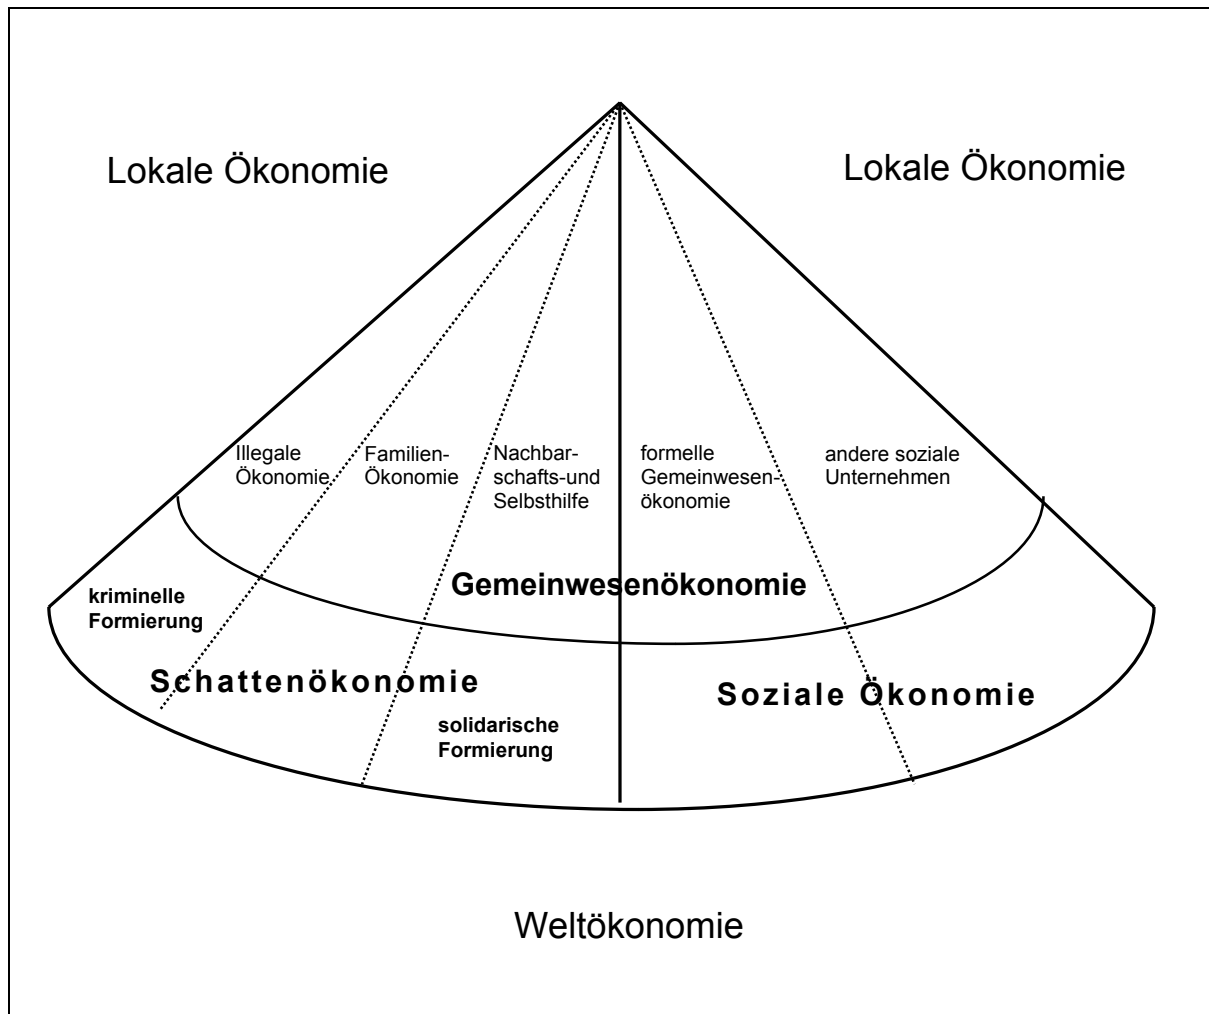 Lokale Ökonomie
Lokale Ökonomie
Illegale
Ökonomie
Familien-
Ökonomie
Nachbar-
schafts-und
Selbsthilfe
formelle
Gemeinwesen-
ökonomie
andere soziale
Unternehmen
Gemeinwesenökonomie
kriminelle
Formierung
Schattenökonomie
Soziale Ökonomie
solidarische
Formierung
Weltökonomie